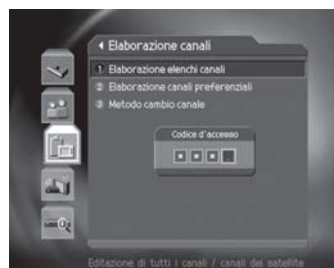 Elaborazione canali
1 Elaborazione elenchi canali
2 Elaborazione canali preferenziali
3 Metodo cambio canale
Codice d'accesso
Editazione di tutti i canali / canali dei satellite